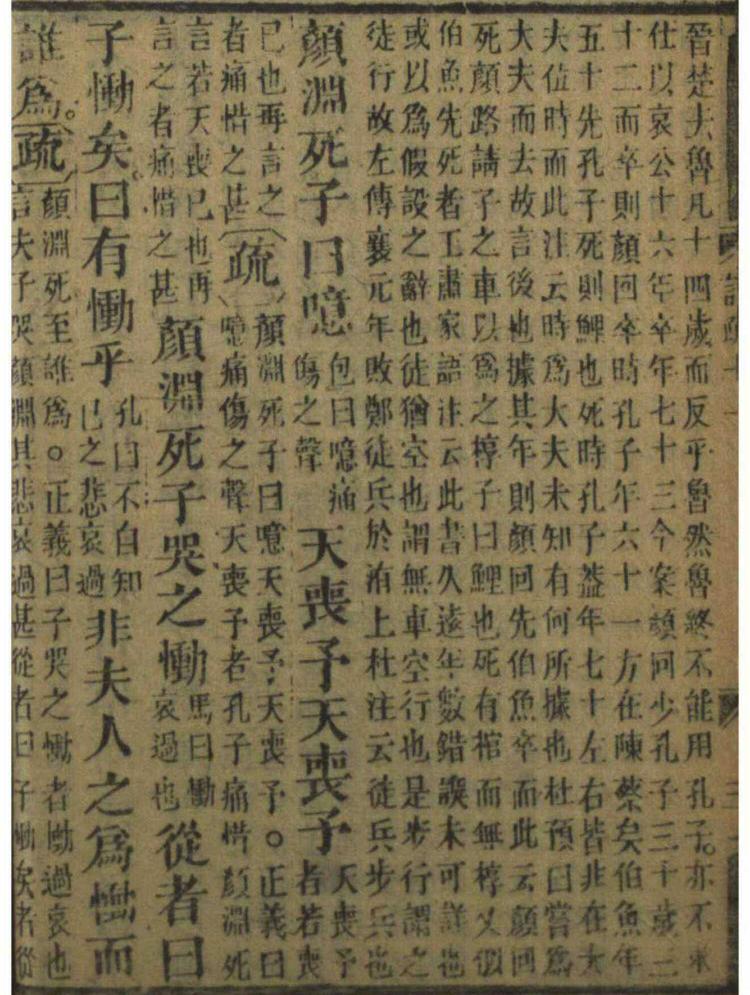 晉楚去魯凡十四歲而反乎魯然魯終不能用孔子。亦不求
仕以哀公十六年卒年七十三今案顏回少孔子三十歲三
十二而卒則顏回卒時孔子年六十一方在陳蔡矣伯魚年
五十先孔子死則鯉也死時孔子蓋年七十左右皆非在大
夫位時而此注云時爲大夫未知有何所據也杜預曰嘗爲
大夫而去故言後也據其年則顏回先伯魚卒而此云顏回
死顏路請子之車以爲之椁子曰鯉也死有棺而無椁又似
伯魚先死者王肅家語注云此書久遠年數錯誤未可詳也
或以爲假設之辭也徒猶空也謂無車空行也是步行謂之
徒行故左傳襄元年敗鄭徒兵於洧上杜注云徒兵步兵也
顏淵死子曰噫包曰噫痛傷之聲天喪予天喪予天喪予者若喪
已也再言之者痛惜之甚疏顏淵死子曰噫天喪予天喪予○正義曰噫痛傷之聲天喪予者孔子痛惜顏淵死
言若天喪已也再言之者痛惜之甚顏淵死子哭之慟馬曰慟哀過也從者曰
子慟矣曰有慟乎孔曰不自知已之悲哀過非夫人之爲慟而
誰爲。疏顏淵死至誰爲○正義曰子哭之慟者慟過哀也言夫子哭顏淵其悲哀過甚從者曰子慟矣者從